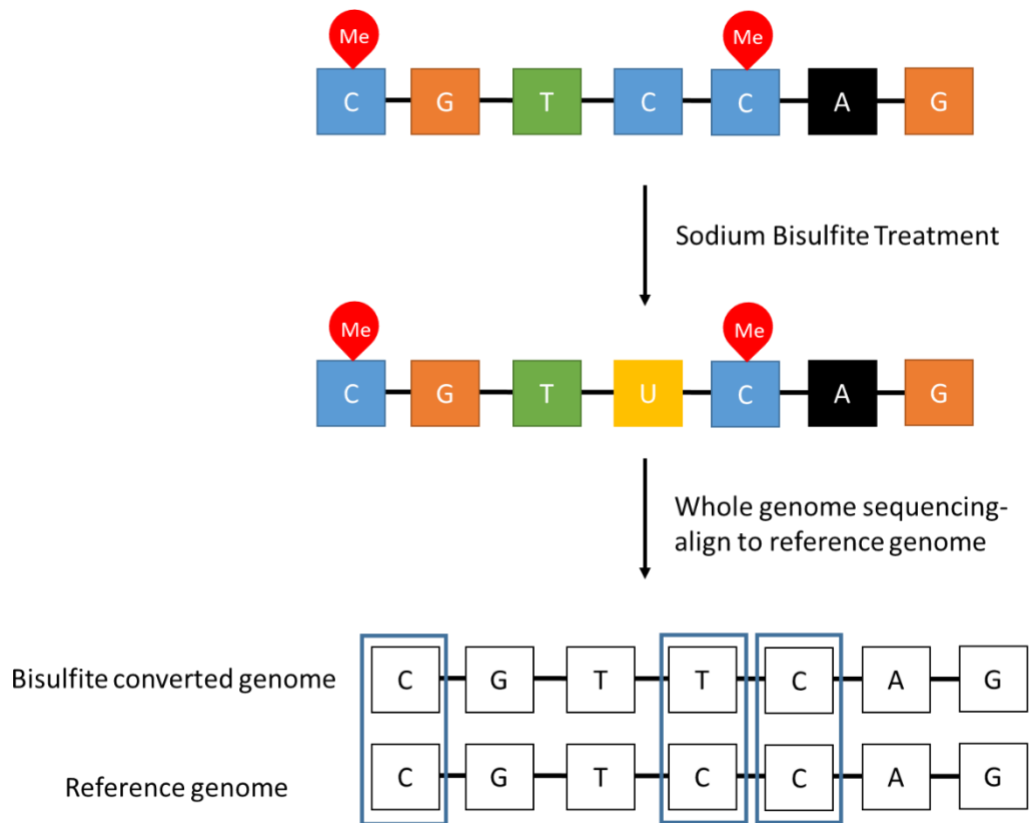 Me Me
C G T C C A G
Sodium Bisulfite Treatment
Me Me
C G T U C A G
Whole genome sequencing-
align to reference genome
Bisulfite converted genome C G T T C A G
Reference genome C G T C C A G